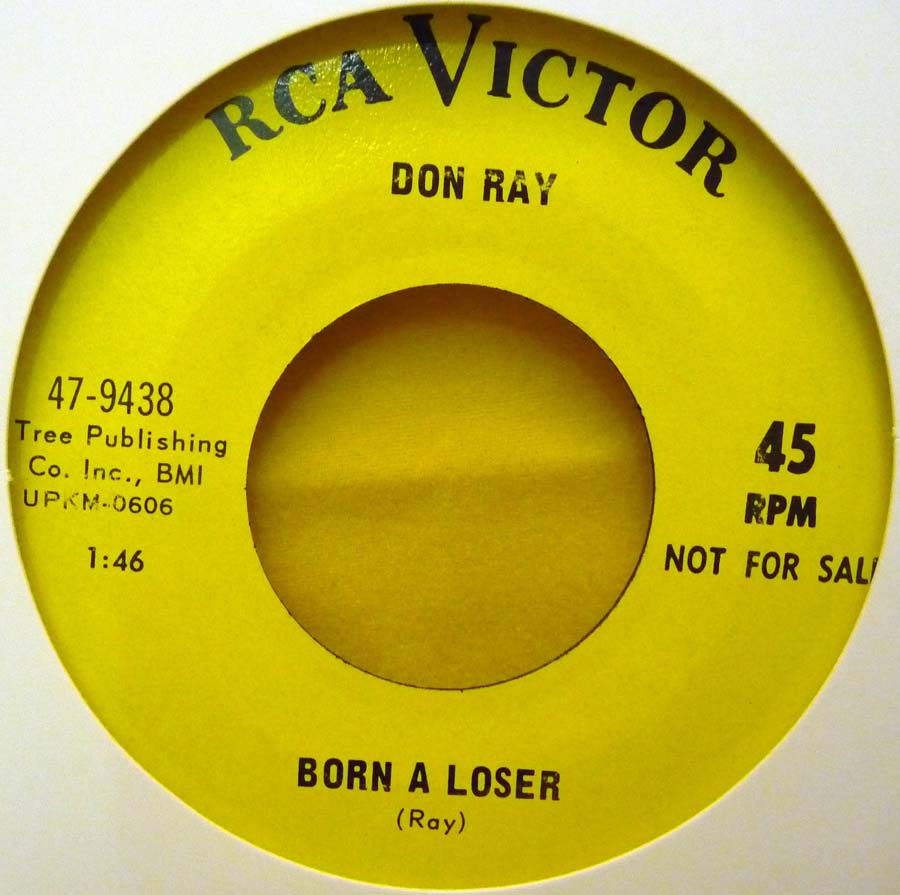 RCA VICTOR
DON RAY
47-9438
Tree Publishing
Co. Inc., BMI
UPKM-0606
1:46
45
RPM
NOT FOR SALE
BORN A LOSER
(Ray)